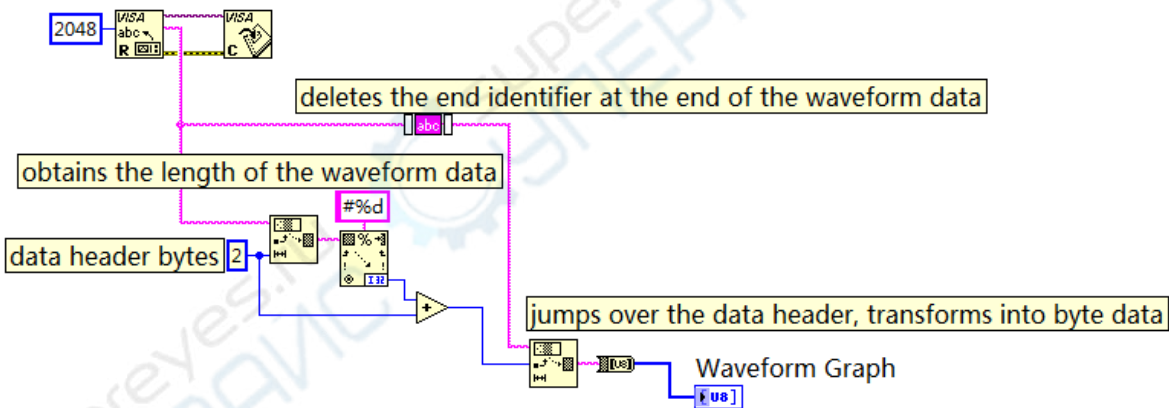 VISA
VISA
abc
2048
R
C
deletes the end identifier at the end of the waveform data
abc
obtains the length of the waveform data
#%d
%
data header bytes 2
I32
+
jumps over the data header, transforms into byte data
[U8]
Waveform Graph
[U8]